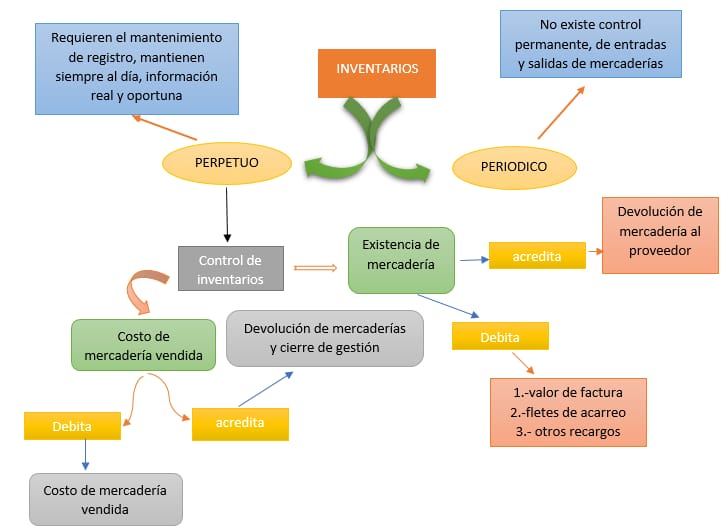 Requieren el mantenimiento
de registro, mantienen
siempre al día, información
real y oportuna
INVENTARIOS
No existe control
permanente, de entradas
y salidas de mercaderías
PERPETUO
PERIODICO
Control de
inventarios
Existencia de
mercadería
acredita
Devolución de
mercadería al
proveedor
Costo de
mercadería vendida
Devolución de mercaderías
y cierre de gestión
Debita
1.-valor de factura
2.-fletes de acarreo
3.- otros recargos
Debita
acredita
Costo de mercadería
vendida